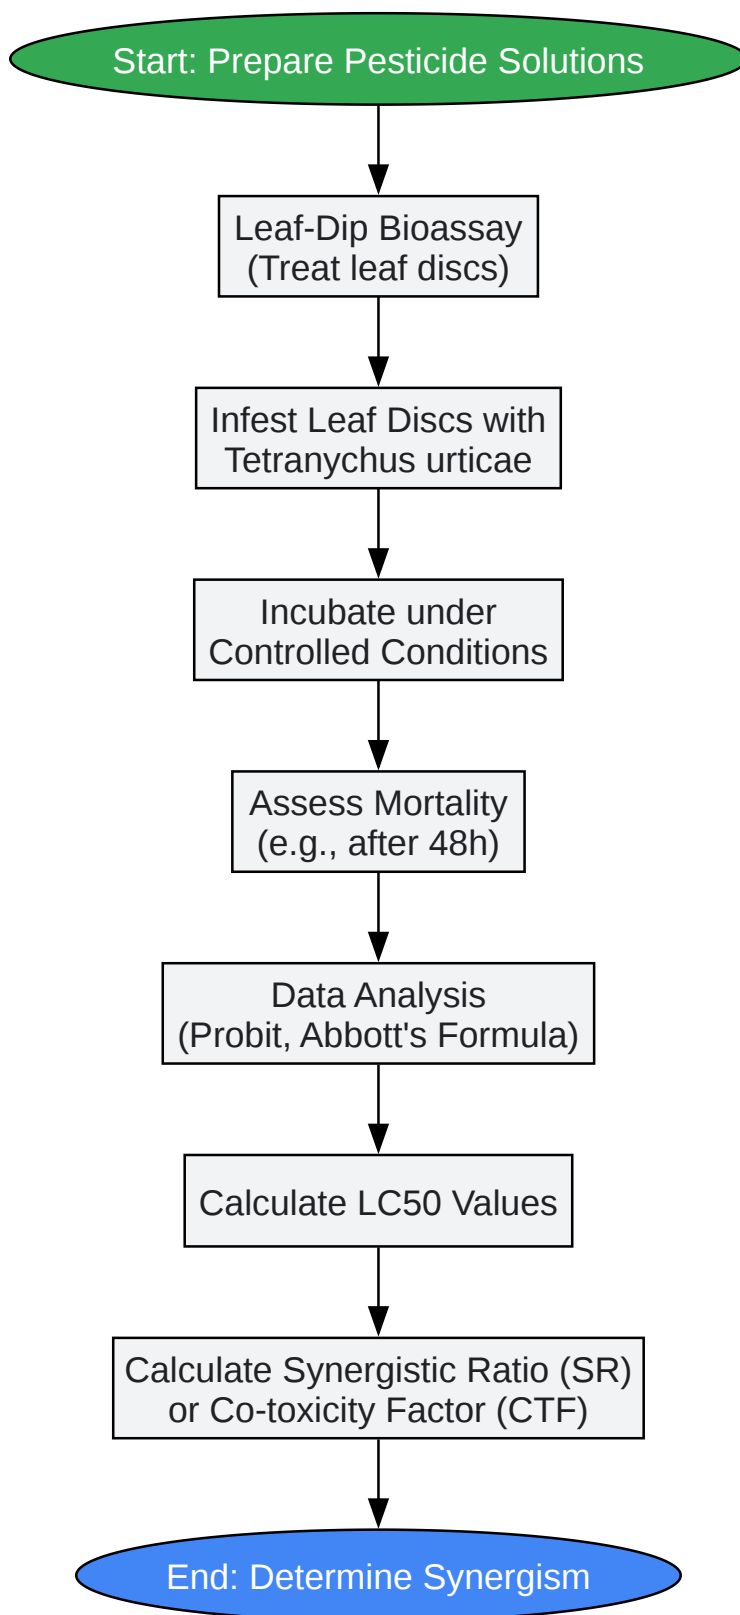 Start: Prepare Pesticide Solutions
Leaf-Dip Bioassay
(Treat leaf discs)
Infest Leaf Discs with
Tetranychus urticae
Incubate under
Controlled Conditions
Assess Mortality
(e.g., after 48h)
Data Analysis
(Probit, Abbott's Formula)
Calculate LC50 Values
Calculate Synergistic Ratio (SR)
or Co-toxicity Factor (CTF)
End: Determine Synergism